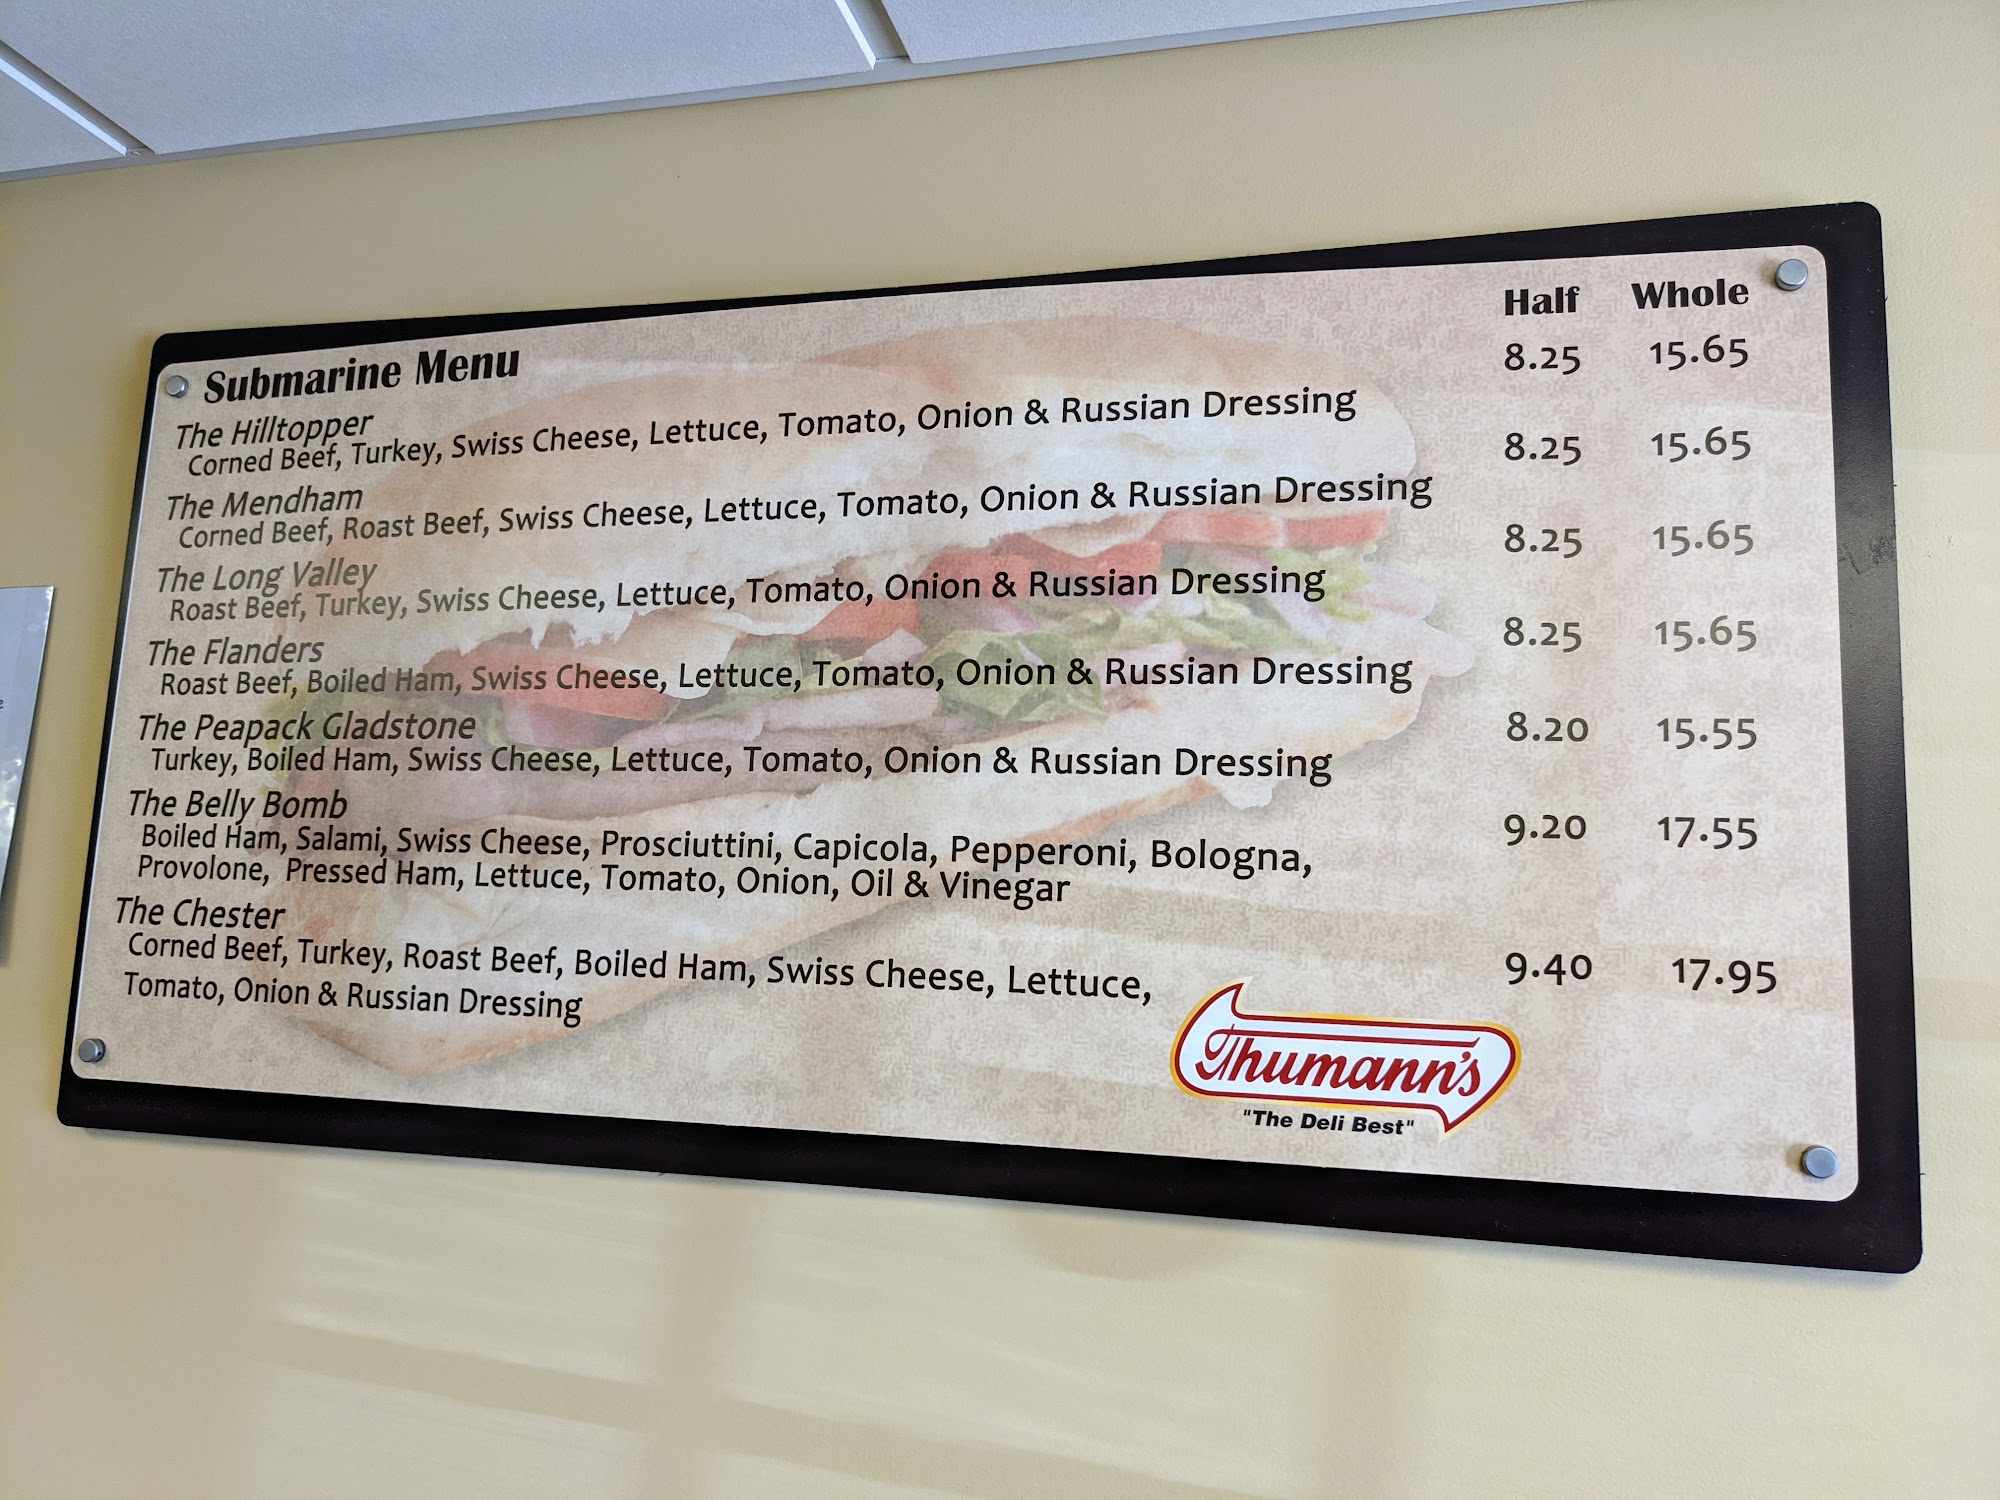 Half Whole
Submarine Menu
The Hilltopper 8.25 15.65
Corned Beef, Turkey, Swiss Cheese, Lettuce, Tomato, Onion & Russian Dressing
The Mendham 8.25 15.65
Corned Beef, Roast Beef, Swiss Cheese, Lettuce, Tomato, Onion & Russian Dressing
The Long Valley 8.25 15.65
Roast Beef, Turkey, Swiss Cheese, Lettuce, Tomato, Onion & Russian Dressing
The Flanders 8.25 15.65
Roast Beef, Boiled Ham, Swiss Cheese, Lettuce, Tomato, Onion & Russian Dressing
The Peapack Gladstone 8.20 15.55
Turkey, Boiled Ham, Swiss Cheese, Lettuce, Tomato, Onion & Russian Dressing
The Belly Bomb 9.20 17.55
Boiled Ham, Salami, Swiss Cheese, Prosciuttini, Capicola, Pepperoni, Bologna,
Provolone, Pressed Ham, Lettuce, Tomato, Onion, Oil & Vinegar
The Chester 9.40 17.95
Corned Beef, Turkey, Roast Beef, Boiled Ham, Swiss Cheese, Lettuce,
Tomato, Onion & Russian Dressing
Thumann's
"The Deli Best"